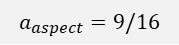 a_aspect = 9/16